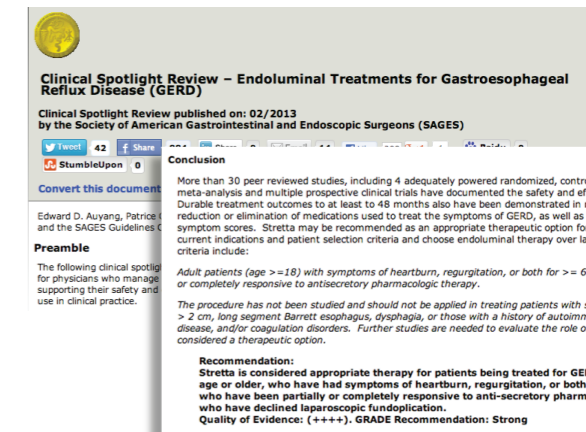 Clinical Spotlight Review – Endoluminal Treatments for Gastroesophageal
Reflux Disease (GERD)
Clinical Spotlight Review published on: 02/2013
by the Society of American Gastrointestinal and Endoscopic Surgeons (SAGES)
Tweet 42 Share
StumbleUpon 0
Convert this document
Edward D. Auyang, Patrice
and the SAGES Guidelines
Preamble
The following clinical
for physicians who manage
supporting their safety and
use in clinical practice.
Conclusion
More than 30 peer reviewed studies, including 4 adequately powered randomized,
meta-analysis and multiple prospective clinical trials have documented the safety and
Durable treatment outcomes to at least to 48 months also have been demonstrated in
reduction or elimination of medications used to treat the symptoms of GERD, as well as
symptom scores. Stretta may be recommended as an appropriate therapeutic option
current indications and patient selection criteria and choose endoluminal therapy over
criteria include:
Adult patients (age >=18) with symptoms of heartburn, regurgitation, or both for >= 6
or completely responsive to antisecretory pharmacologic therapy.
The procedure has not been studied and should not be applied in treating patients with
> 2 cm, long segment Barrett esophagus, dysphagia, or those with a history of
disease, and/or coagulation disorders. Further studies are needed to evaluate the role
considered a therapeutic option.
Recommendation:
Stretta is considered appropriate therapy for patients being treated for
age or older, who have had symptoms of heartburn, regurgitation, or both
who have been partially or completely responsive to anti-secretory
who have declined laparoscopic fundoplication.
Quality of Evidence: (++++). GRADE Recommendation: Strong